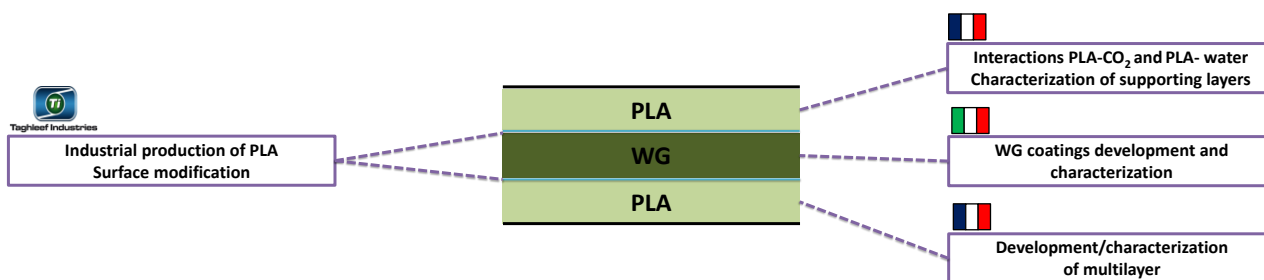 Ti
Taghleef Industries
Industrial production of PLA
Surface modification
PLA
WG
PLA
Interactions PLA-CO₂ and PLA- water
Characterization of supporting layers
WG coatings development and
characterization
Development/characterization
of multilayer